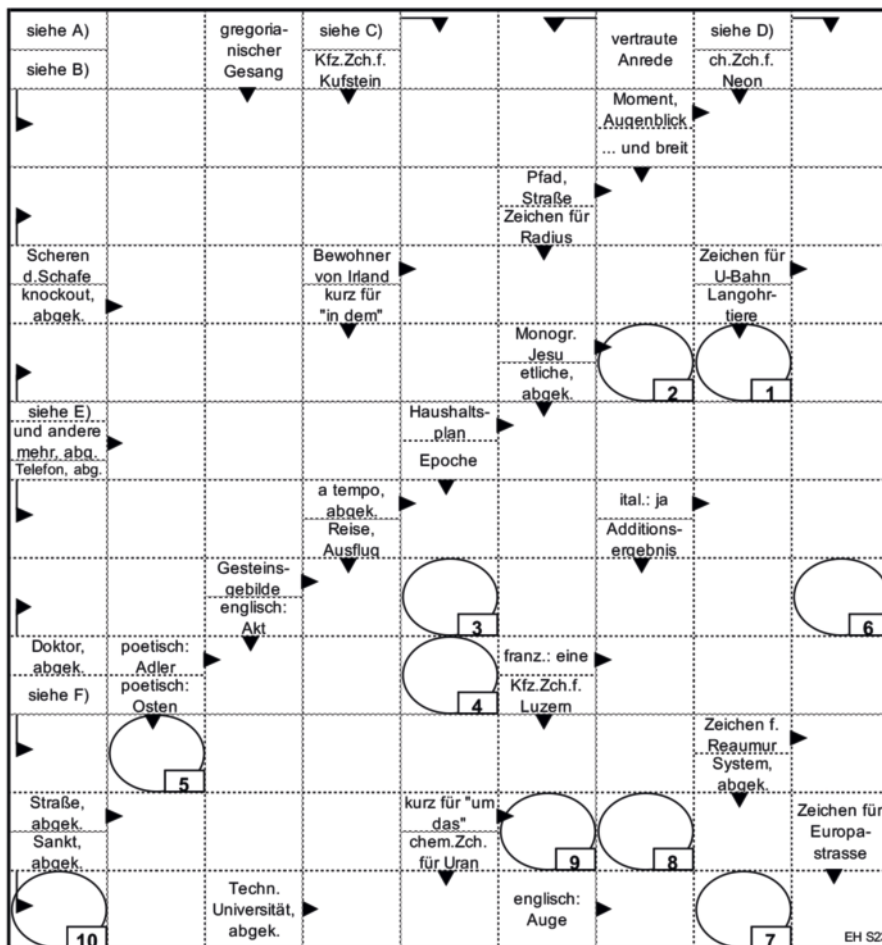 siehe A)
siehe B)
gregoria-
nischer
Gesang
siehe C)
Kfz.Zch.f.
Kufstein
vertraute
Anrede
siehe D)
ch.Zch.f.
Neon
Moment,
Augenblick
... und breit
Pfad,
Straße
Zeichen für
Radius
Scheren
d.Schafe
knockout,
abgek.
Bewohner
von Irland
kurz für
"in dem"
Zeichen für
U-Bahn
Langohr-
tiere
Monogr.
Jesu
etliche,
abgek.
2
1
siehe E)
und andere
mehr, abg.
Telefon, abg.
Haushalts-
plan
Epoche
a tempo,
abgek.
Reise,
Ausflug
ital.: ja
Additions-
ergebnis
Gesteins-
gebilde
englisch:
Akt
3
6
Doktor,
abgek.
siehe F)
poetisch:
Adler
poetisch:
Osten
4
franz.: eine
Kfz.Zch.f.
Luzern
5
Zeichen f.
Reaumur
System,
abgek.
Straße,
abgek.
Sankt,
abgek.
kurz für "um
das"
chem.Zch.
für Uran
9
8
Zeichen für
Europa-
strasse
10
Techn.
Universität,
abgek.
englisch:
Auge
7